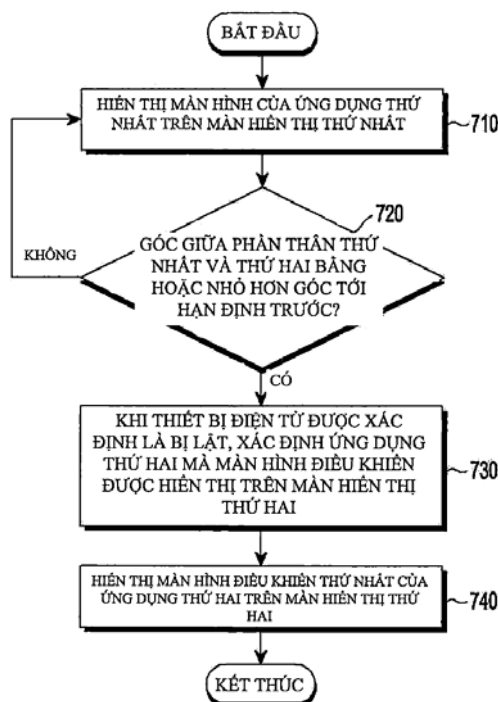 BẮT ĐẦU
HIỂN THỊ MÀN HÌNH CỦA ỨNG DỤNG THỨ
NHẤT TRÊN MÀN HIỂN THỊ THỨ NHẤT
710
720
GÓC GIỮA PHẦN THÂN THỨ
NHẤT VÀ THỨ HAI BẰNG
HOẶC NHỎ HƠN GÓC TỚI
HẠN ĐỊNH TRƯỚC?
KHÔNG
CÓ
KHI THIẾT BỊ ĐIỆN TỬ ĐƯỢC XÁC
ĐỊNH LÀ BỊ LẬT, XÁC ĐỊNH ỨNG DỤNG
THỨ HAI MÀ MÀN HÌNH ĐIỀU KHIỂN
ĐƯỢC HIỂN THỊ TRÊN MÀN HIỂN THỊ
THỨ HAI
730
HIỂN THỊ MÀN HÌNH ĐIỀU KHIỂN THỨ NHẤT CỦA
ỨNG DỤNG THỨ HAI TRÊN MÀN HIỂN THỊ THỨ
HAI
740
KẾT THÚC